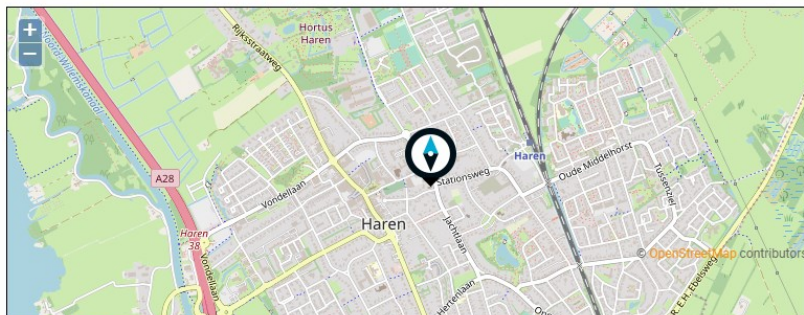 +
−
Rijksstraatweg
Hortus
Haren
Noord Willemskanaal
A28
Vondellaan
Haren
38
Vondellaan
Haren
Stationsweg
Jachtlaan
Hertenlaan
Haren
Oude Middelhorst
Tussenziel
© OpenStreetMap contributors
R. E.H. Ebelsweg